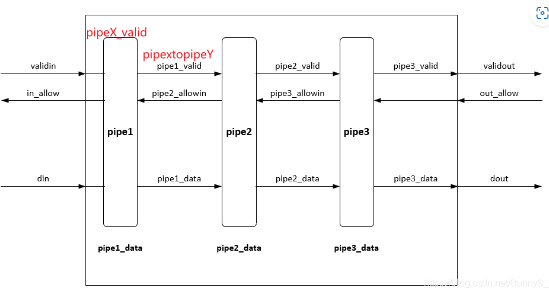 pipeX_valid
pipextopipeY
validin
pipe1_valid
pipe2_valid
pipe3_valid
validout
in_allow
pipe2_allowin
pipe3_allowin
out_allow
pipe1
pipe2
pipe3
din
pipe1_data
pipe2_data
pipe3_data
dout
pipe1_data
pipe2_data
pipe3_data